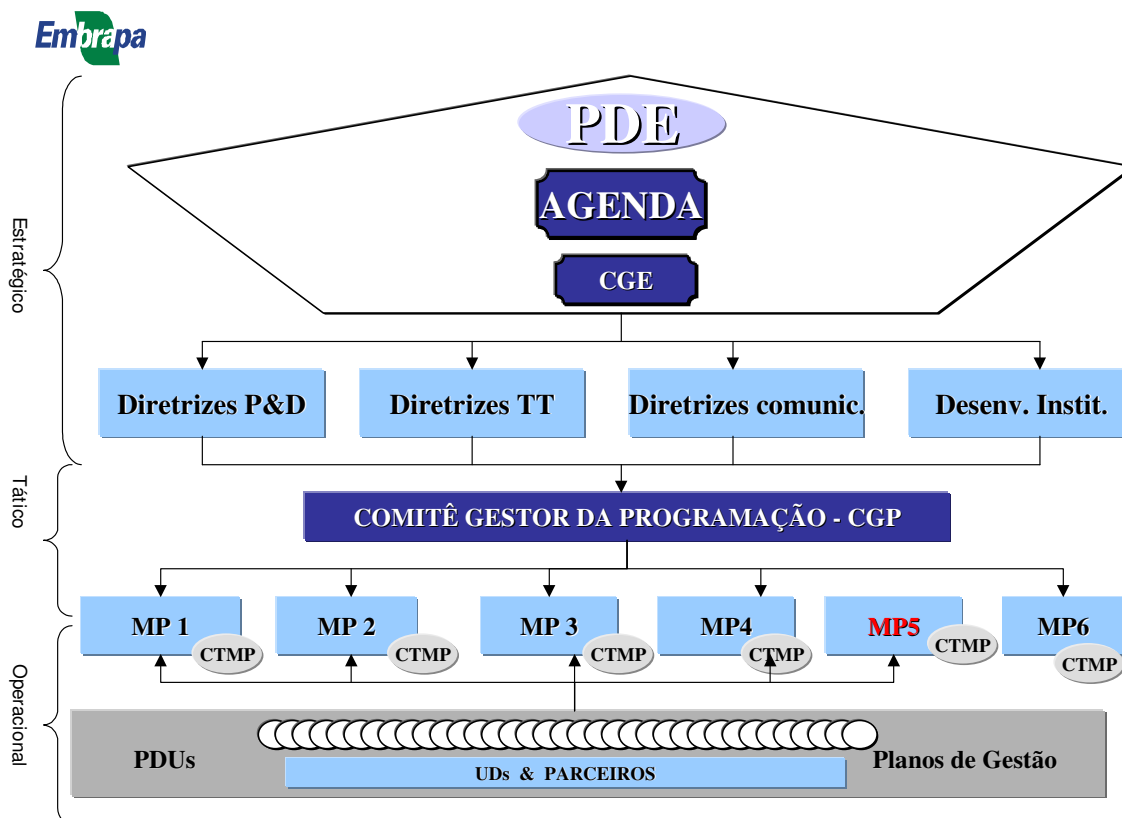 Embrapa
PDE
AGENDA
CGE
Estratégico
Diretrizes P&D
Diretrizes TT
Diretrizes comunic.
Desenv. Instit.
Tático
COMITÊ GESTOR DA PROGRAMAÇÃO - CGP
MP 1
CTMP
MP 2
CTMP
MP 3
CTMP
MP4
CTMP
MP5
CTMP
MP6
CTMP
Operacional
PDUs
UDs & PARCEIROS
Planos de Gestão